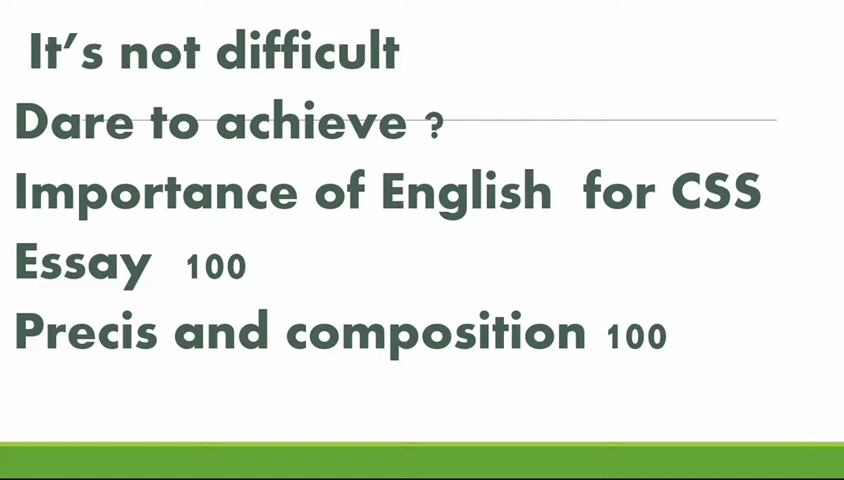 It's not difficult
Dare to achieve ?
Importance of English for CSS
Essay 100
Precis and composition 100